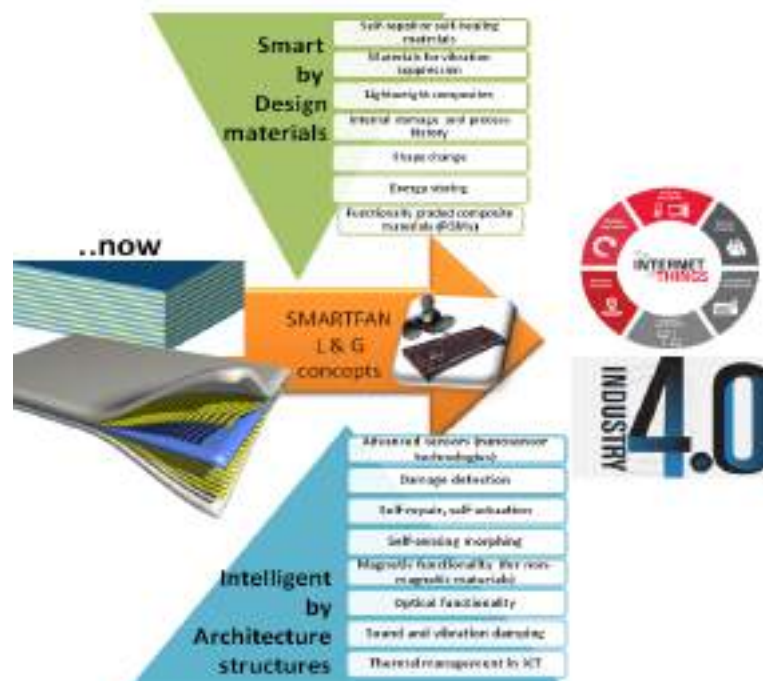 Smart
by
Design
materials
Self-repair or self-healing
materials
Materials for vibration
suppression
Lightweight composites
Internal damage and process
history
Shape change
Energy storing
Functionally graded composite
materials (FGMs)
..now
SMARTFAN
L & G
concepts
INTERNET
OF THINGS
INDUSTRY
4.0
Advanced sensors (nanosensor
technologies)
Damage detection
Self-repair, self-actuation
Self-sensing morphing
Magnetic functionality (for non-
magnetic materials)
Optical functionality
Sound and vibration damping
Thermal management in ICT
Intelligent
by
Architecture
structures